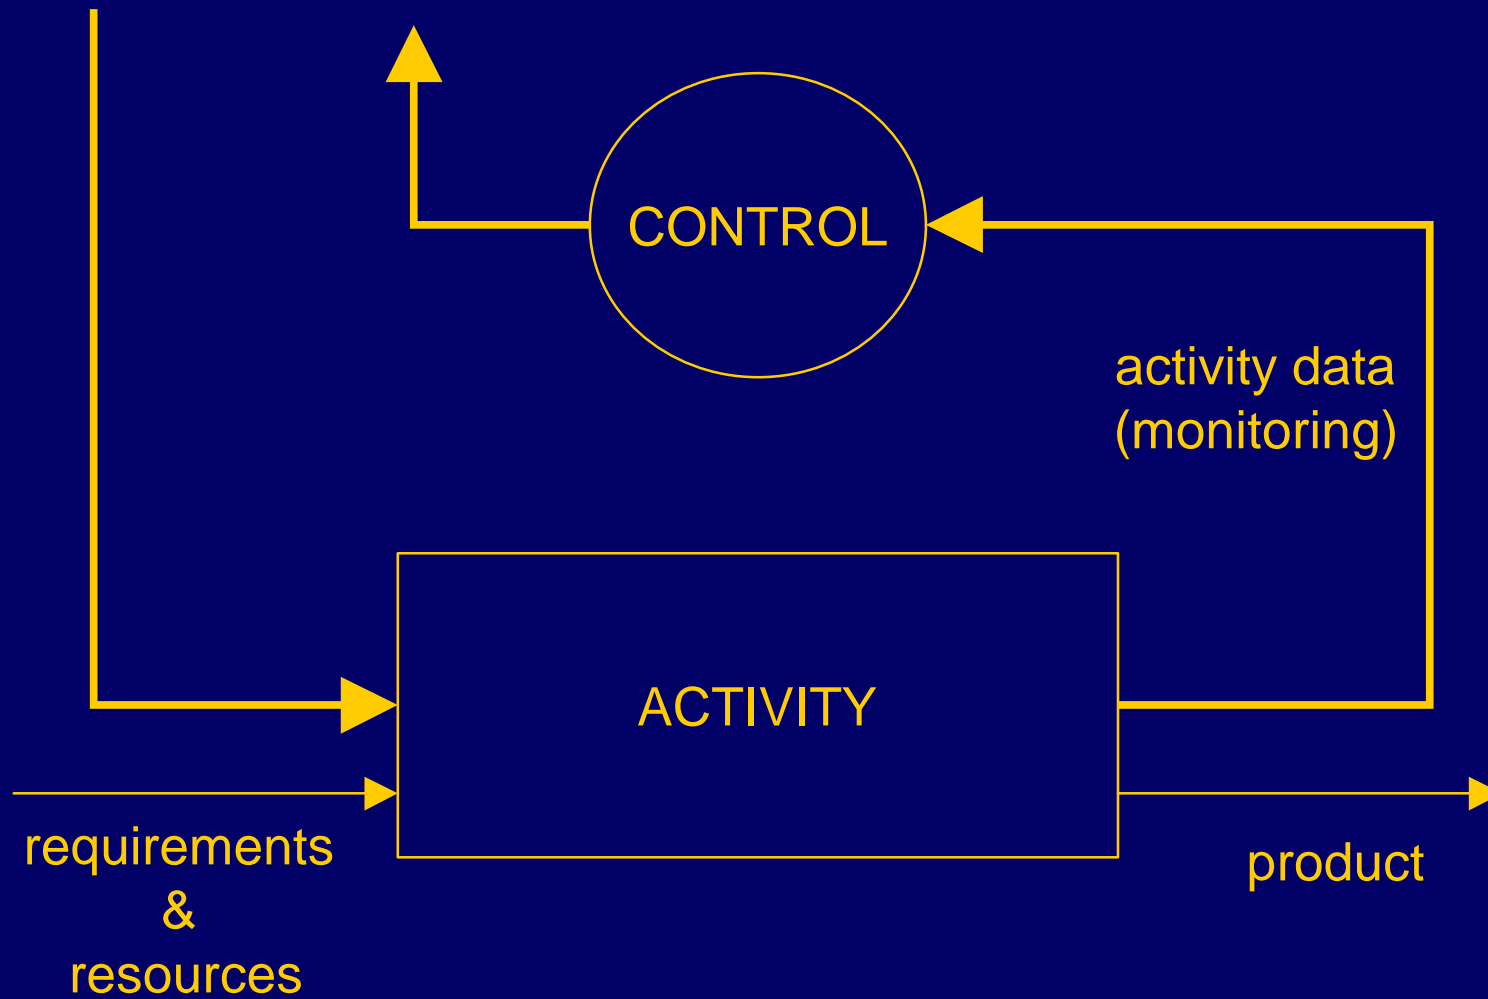 CONTROL
activity data
(monitoring)
ACTIVITY
requirements
&
resources
product